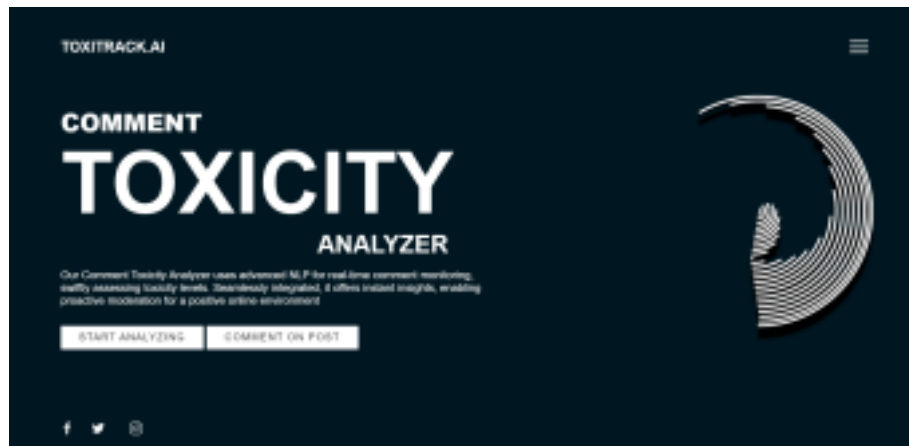 TOXITRACK.AI
COMMENT
TOXICITY
ANALYZER
Our Comment Toxicity Analyzer uses advanced NLP for real-time comment monitoring,
swiftly assessing toxicity levels. Seamlessly integrated, it offers instant insights, enabling
proactive moderation for a positive online environment
START ANALYZING COMMENT ON POST